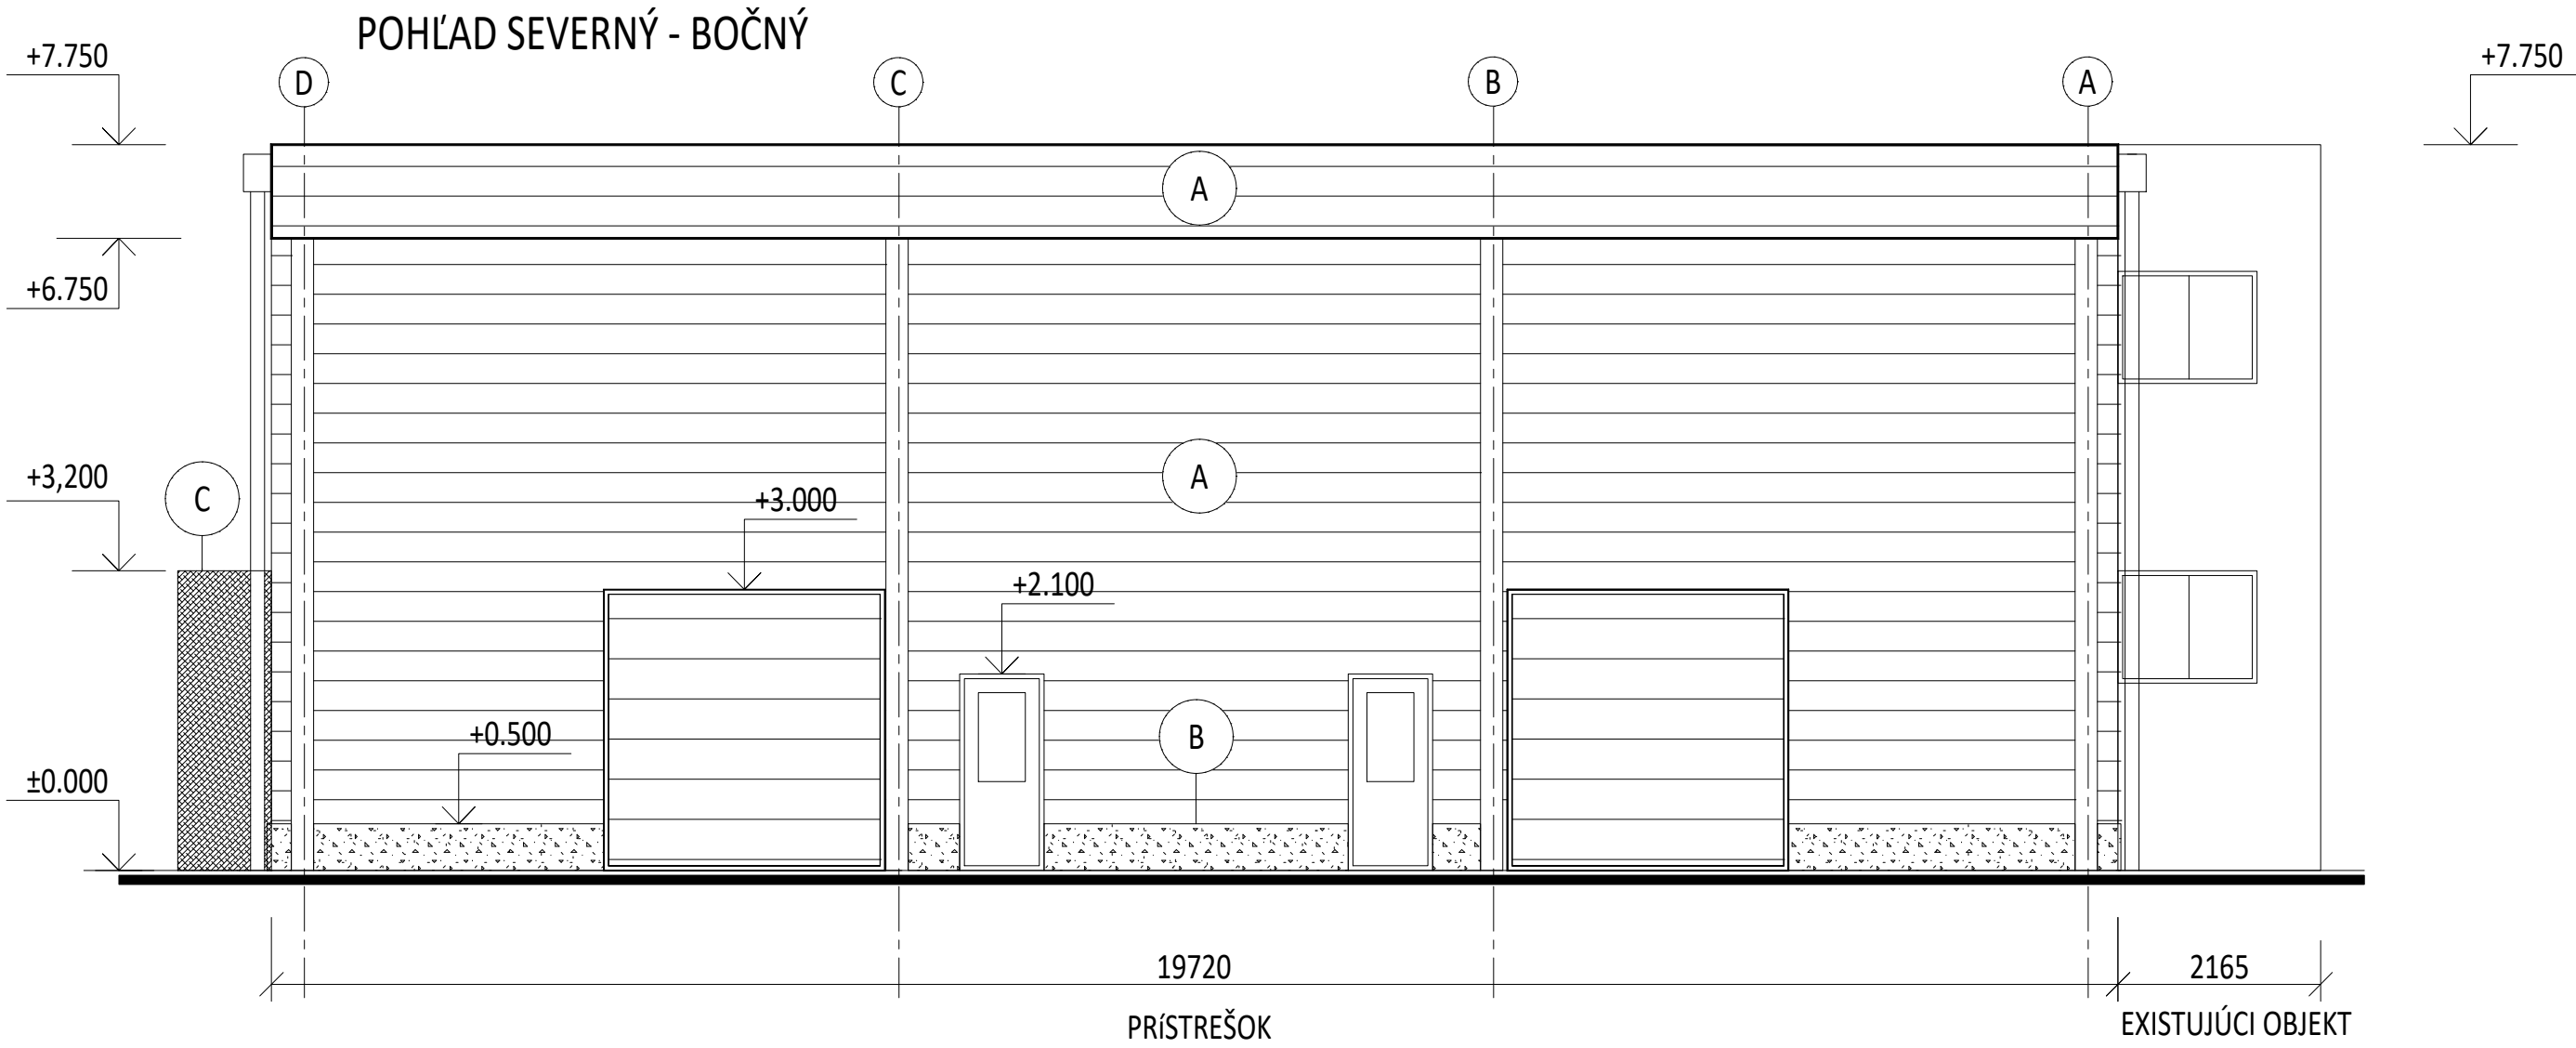 POHĽAD SEVERNÝ - BOČNÝ
+7.750
+7.750
D
C
B
A
A
+6.750
+3,200
C
A
+3.000
+2.100
+0.500
B
±0.000
19720
2165
PRíSTREŠOK
EXISTUJÚCI OBJEKT